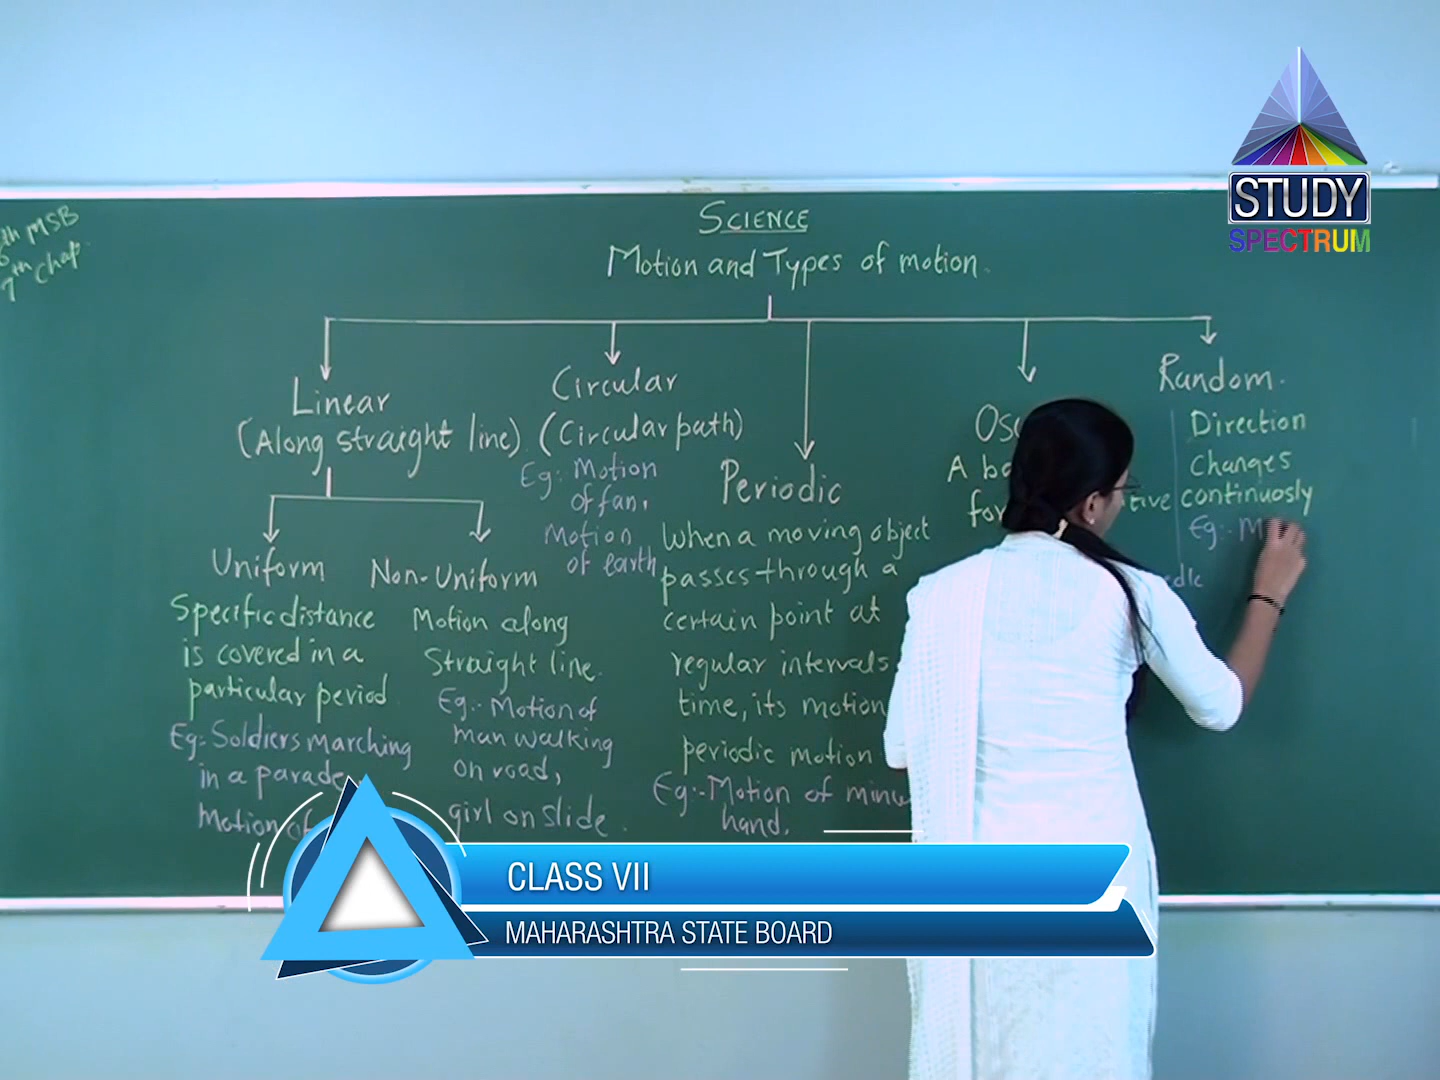 6th MSB
7th Chap.
STUDY
SPECTRUM
SCIENCE
Motion and Types of motion.
Linear
(Along straight line)
Uniform
Specific distance
is covered in a
particular period
Eg:- Soldiers marching
in a parade
Motion of
Non-Uniform
Motion along
Straight line.
Eg:- Motion of
man walking
on road,
girl on slide.
Circular
(Circular path)
Eg:- Motion
of fan,
Motion
of earth
Periodic
When a moving object
passes through a
certain point at
regular intervals
time, its motion
periodic motion
Eg:- Motion of
hand.
A
Random.
Direction
Changes
continuosly
Eg:-
CLASS VII
MAHARASHTRA STATE BOARD